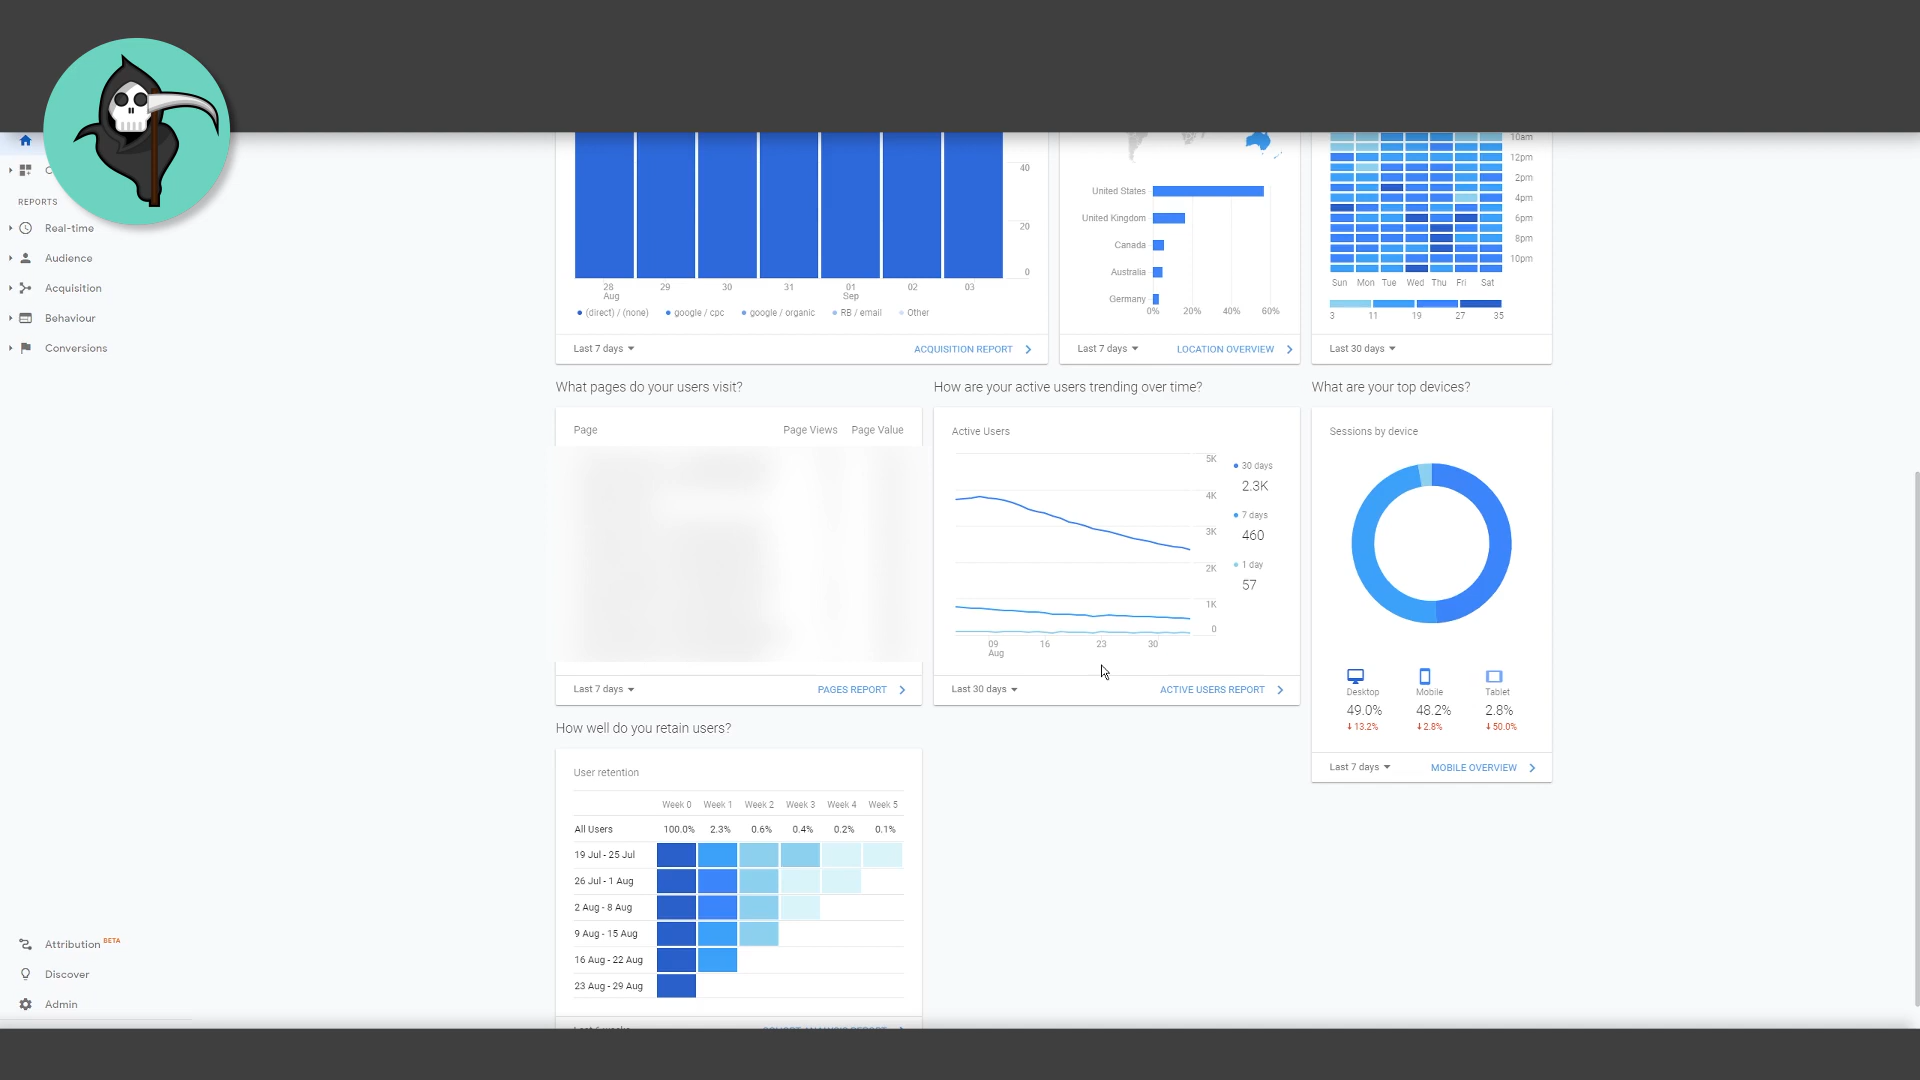 C
REPORTS
Real-time
Audience
Acquisition
Behaviour
Conversions
Attribution BETA
Discover
Admin
40
20
0
28 29 30 31 01 02 03
Aug Sep
(direct) / (none) google / cpc google / organic RB / email Other
Last 7 days ACQUISITION REPORT
United States
United Kingdom
Canada
Australia
Germany
0% 20% 40% 60%
Last 7 days LOCATION OVERVIEW
10am
12pm
2pm
4pm
6pm
8pm
10pm
Sun Mon Tue Wed Thu Fri Sat
3 11 19 27 35
Last 30 days
What pages do your users visit?
Page Page Views Page Value
Last 7 days PAGES REPORT
How are your active users trending over time?
Active Users
5K
4K
3K
2K
1K
0
30 days
2.3K
7 days
460
1 day
57
09 16 23 30
Aug
Last 30 days ACTIVE USERS REPORT
What are your top devices?
Sessions by device
Desktop Mobile Tablet
49.0% 48.2% 2.8%
13.2% 2.8% 50.0%
Last 7 days MOBILE OVERVIEW
How well do you retain users?
User retention
Week 0 Week 1 Week 2 Week 3 Week 4 Week 5
All Users 100.0% 2.3% 0.6% 0.4% 0.2% 0.1%
19 Jul - 25 Jul
26 Jul - 1 Aug
2 Aug - 8 Aug
9 Aug - 15 Aug
16 Aug - 22 Aug
23 Aug - 29 Aug